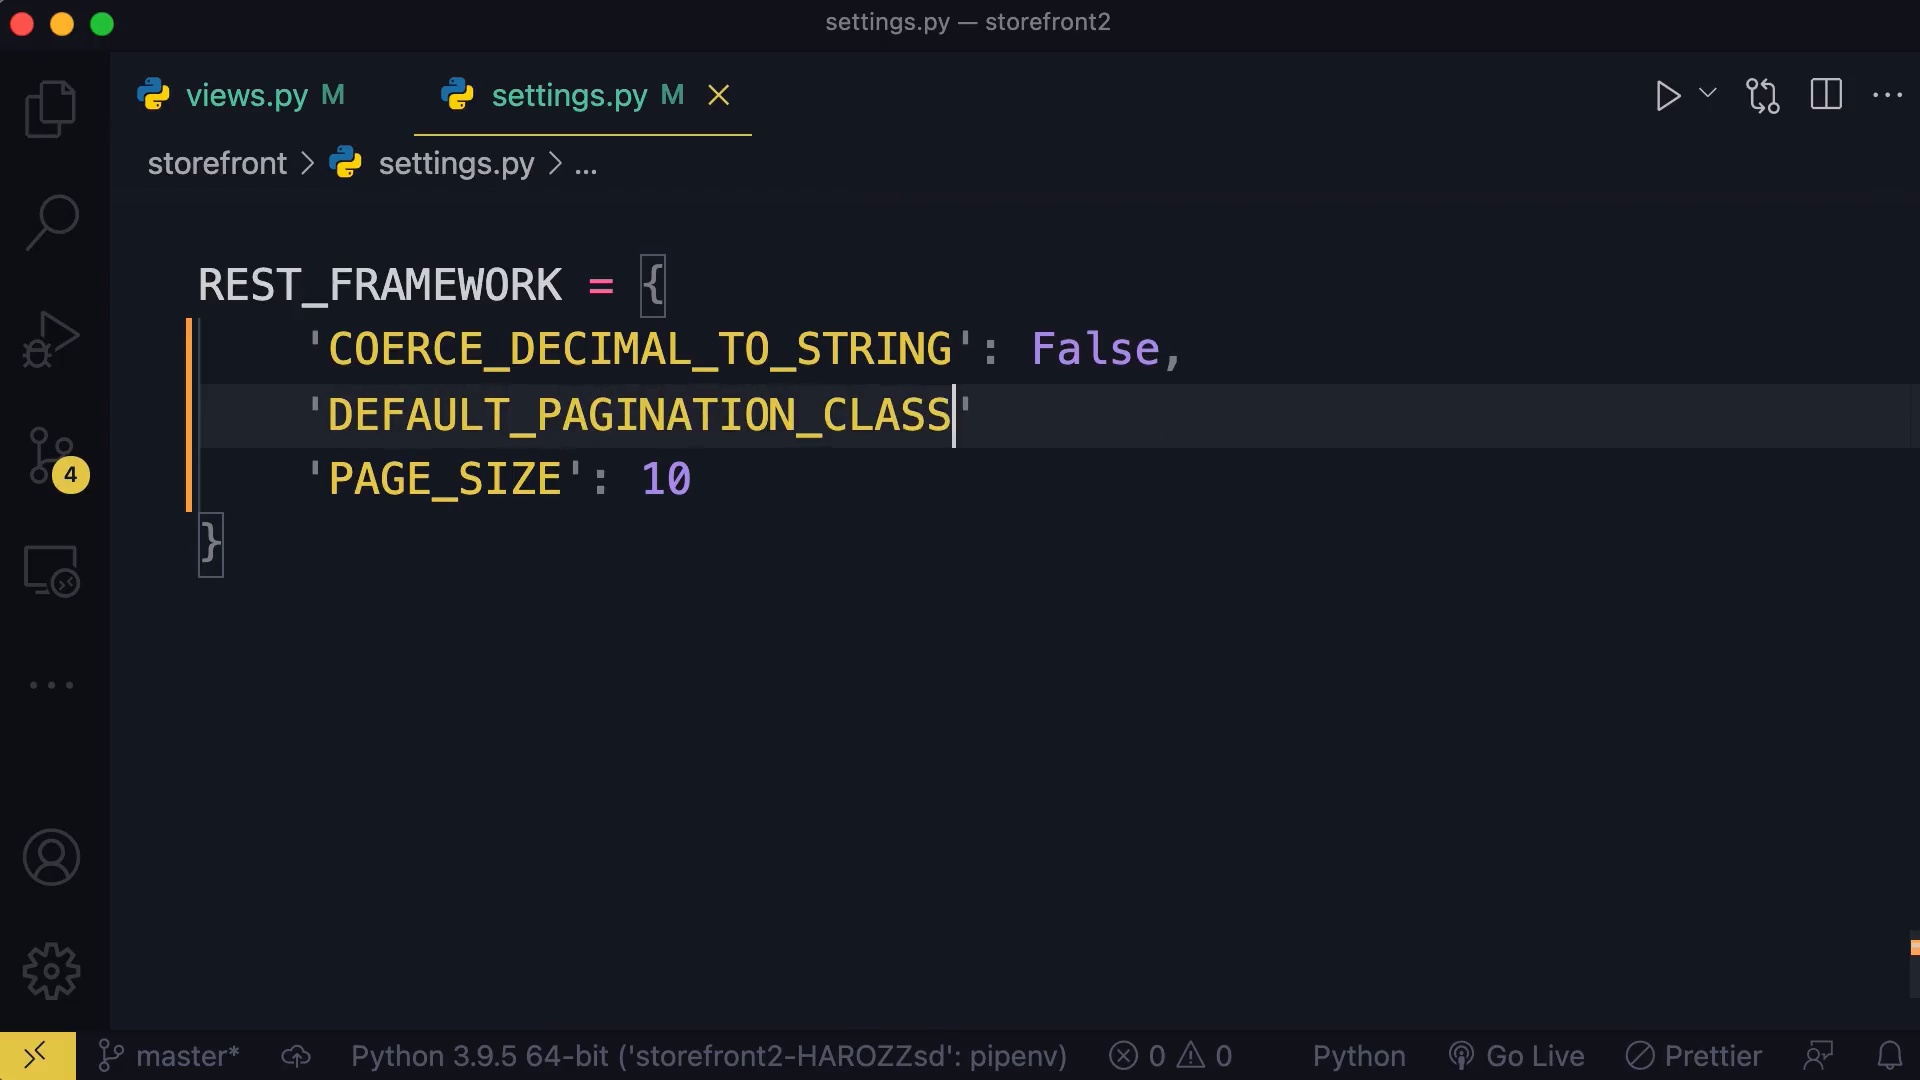 settings.py — storefront2
views.py M settings.py M
storefront > settings.py > ...
REST_FRAMEWORK = {
    'COERCE_DECIMAL_TO_STRING': False,
    'DEFAULT_PAGINATION_CLASS'
    'PAGE_SIZE': 10
}
4
master* Python 3.9.5 64-bit ('storefront2-HAROZZsd': pipenv) 0 0 Python Go Live Prettier